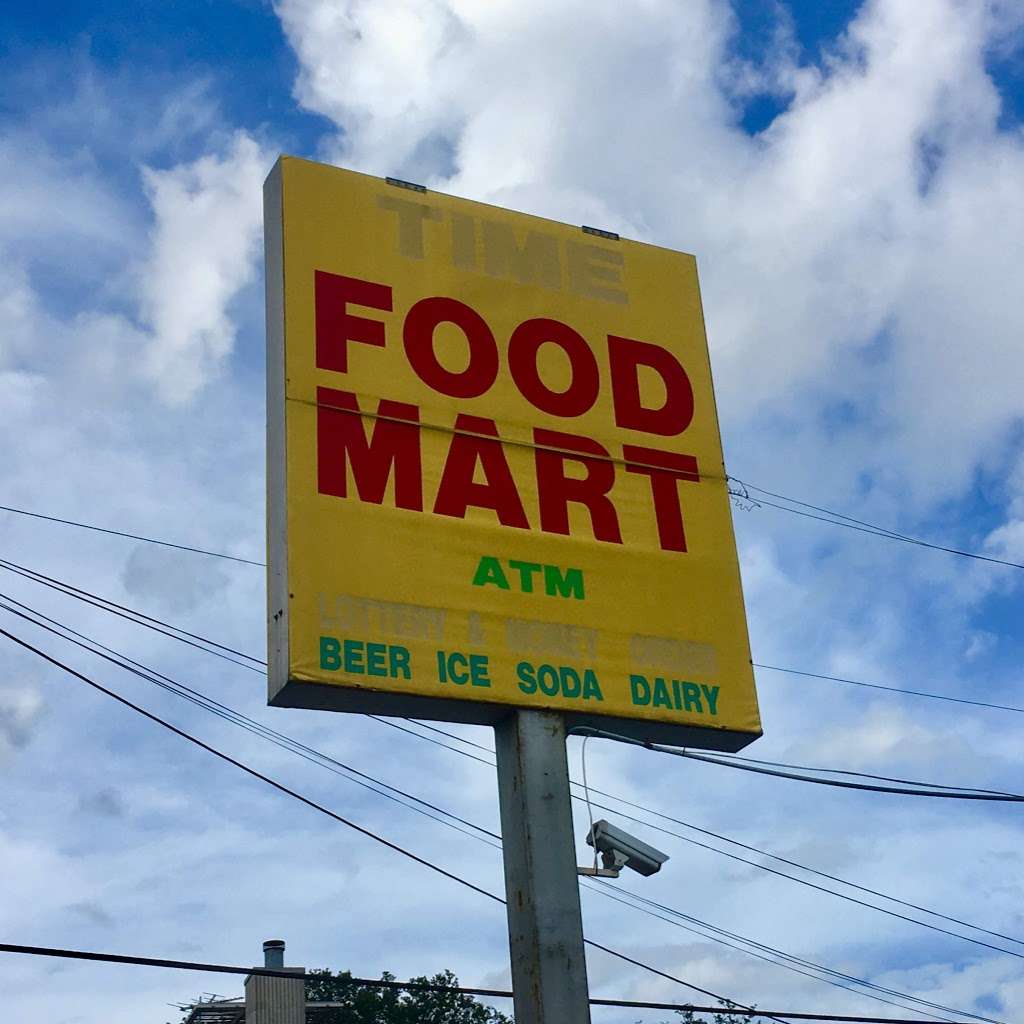 TIME
FOOD
MART
ATM
LOTTERY & MONEY ORDER
BEER ICE SODA DAIRY